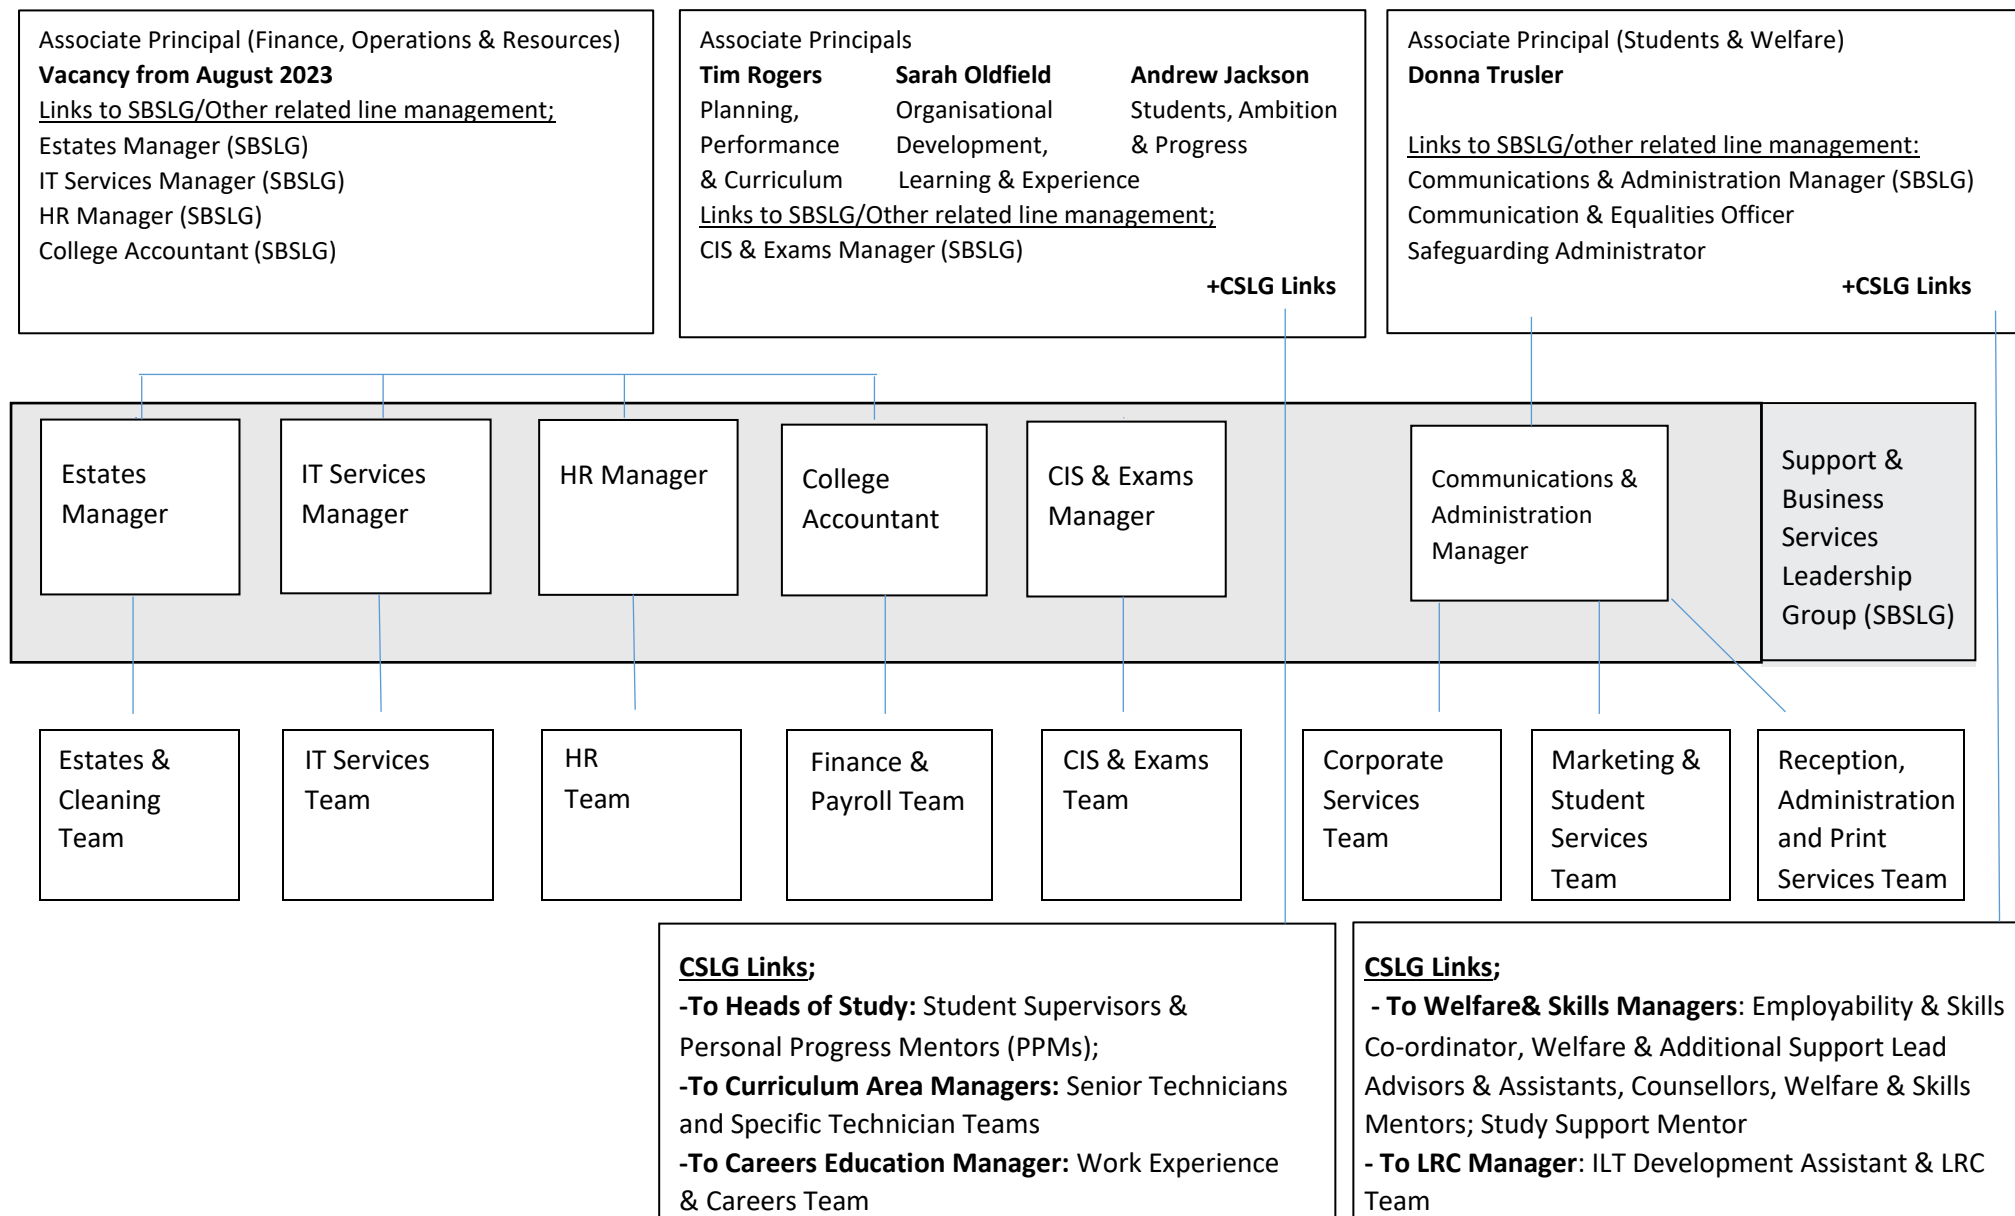 Associate Principal (Finance, Operations & Resources)
Vacancy from August 2023
Links to SBSLG/Other related line management;
Estates Manager (SBSLG)
IT Services Manager (SBSLG)
HR Manager (SBSLG)
College Accountant (SBSLG)
Associate Principals
Tim Rogers Sarah Oldfield Andrew Jackson
Planning, Organisational Students, Ambition
Performance Development, & Progress
& Curriculum Learning & Experience
Links to SBSLG/Other related line management;
CIS & Exams Manager (SBSLG)
+CSLG Links
Associate Principal (Students & Welfare)
Donna Trusler
Links to SBSLG/other related line management:
Communications & Administration Manager (SBSLG)
Communication & Equalities Officer
Safeguarding Administrator
+CSLG Links
Estates
Manager
IT Services
Manager
HR Manager
College
Accountant
CIS & Exams
Manager
Communications &
Administration
Manager
Support &
Business
Services
Leadership
Group (SBSLG)
Estates &
Cleaning
Team
IT Services
Team
HR
Team
Finance &
Payroll Team
CIS & Exams
Team
Corporate
Services
Team
Marketing &
Student
Services
Team
Reception,
Administration
and Print
Services Team
CSLG Links;
-To Heads of Study: Student Supervisors &
Personal Progress Mentors (PPMs);
-To Curriculum Area Managers: Senior Technicians
and Specific Technician Teams
-To Careers Education Manager: Work Experience
& Careers Team
CSLG Links;
- To Welfare& Skills Managers: Employability & Skills
Co-ordinator, Welfare & Additional Support Lead
Advisors & Assistants, Counsellors, Welfare & Skills
Mentors; Study Support Mentor
- To LRC Manager: ILT Development Assistant & LRC
Team